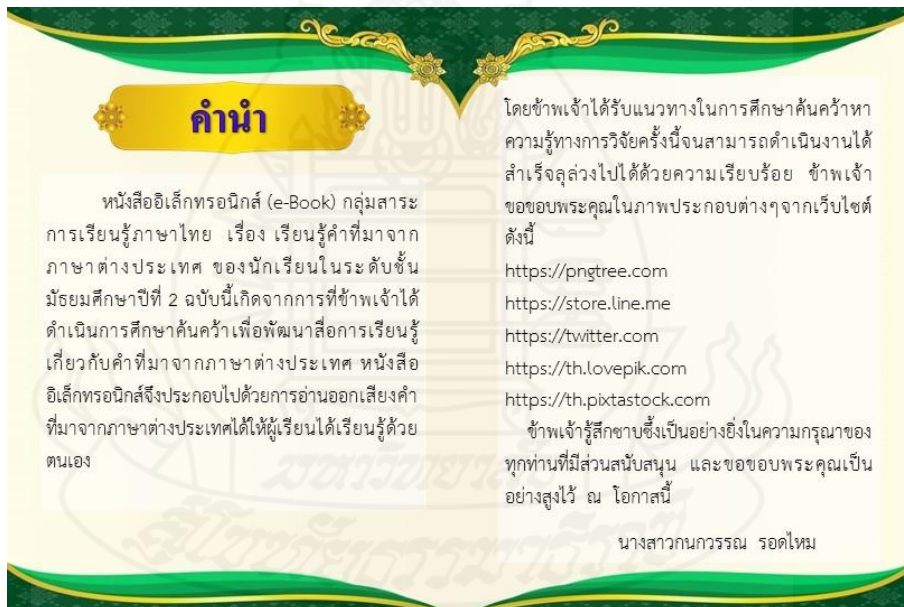 คำนำ
หนังสืออิเล็กทรอนิกส์ (e-Book) กลุ่มสาระ
การเรียนรู้ภาษาไทย เรื่อง เรียนรู้คำที่มาจาก
ภาษาต่างประเทศ ของนักเรียนในระดับชั้น
มัธยมศึกษาปีที่ 2 ฉบับนี้เกิดจากการที่ข้าพเจ้าได้
ดำเนินการศึกษาค้นคว้าเพื่อพัฒนาสื่อการเรียนรู้
เกี่ยวกับคำที่มาจากภาษาต่างประเทศ หนังสือ
อิเล็กทรอนิกส์จึงประกอบไปด้วยการอ่านออกเสียงคำ
ที่มาจากภาษาต่างประเทศได้ให้ผู้เรียนได้เรียนรู้ด้วย
ตนเอง
โดยข้าพเจ้าได้รับแนวทางในการศึกษาค้นคว้าหา
ความรู้ทางการวิจัยครั้งนี้จนสามารถดำเนินงานได้
สำเร็จลุล่วงไปได้ด้วยความเรียบร้อย ข้าพเจ้า
ขอขอบพระคุณในภาพประกอบต่างๆจากเว็บไซต์
ดังนี้
https://pngtree.com
https://store.line.me
https://twitter.com
https://th.lovepik.com
https://th.pixtastock.com
ข้าพเจ้ารู้สึกซาบซึ้งเป็นอย่างยิ่งในความกรุณาของ
ทุกท่านที่มีส่วนสนับสนุน และขอขอบพระคุณเป็น
อย่างสูงไว้ ณ โอกาสนี้
นางสาวกนกวรรณ รอดไหม